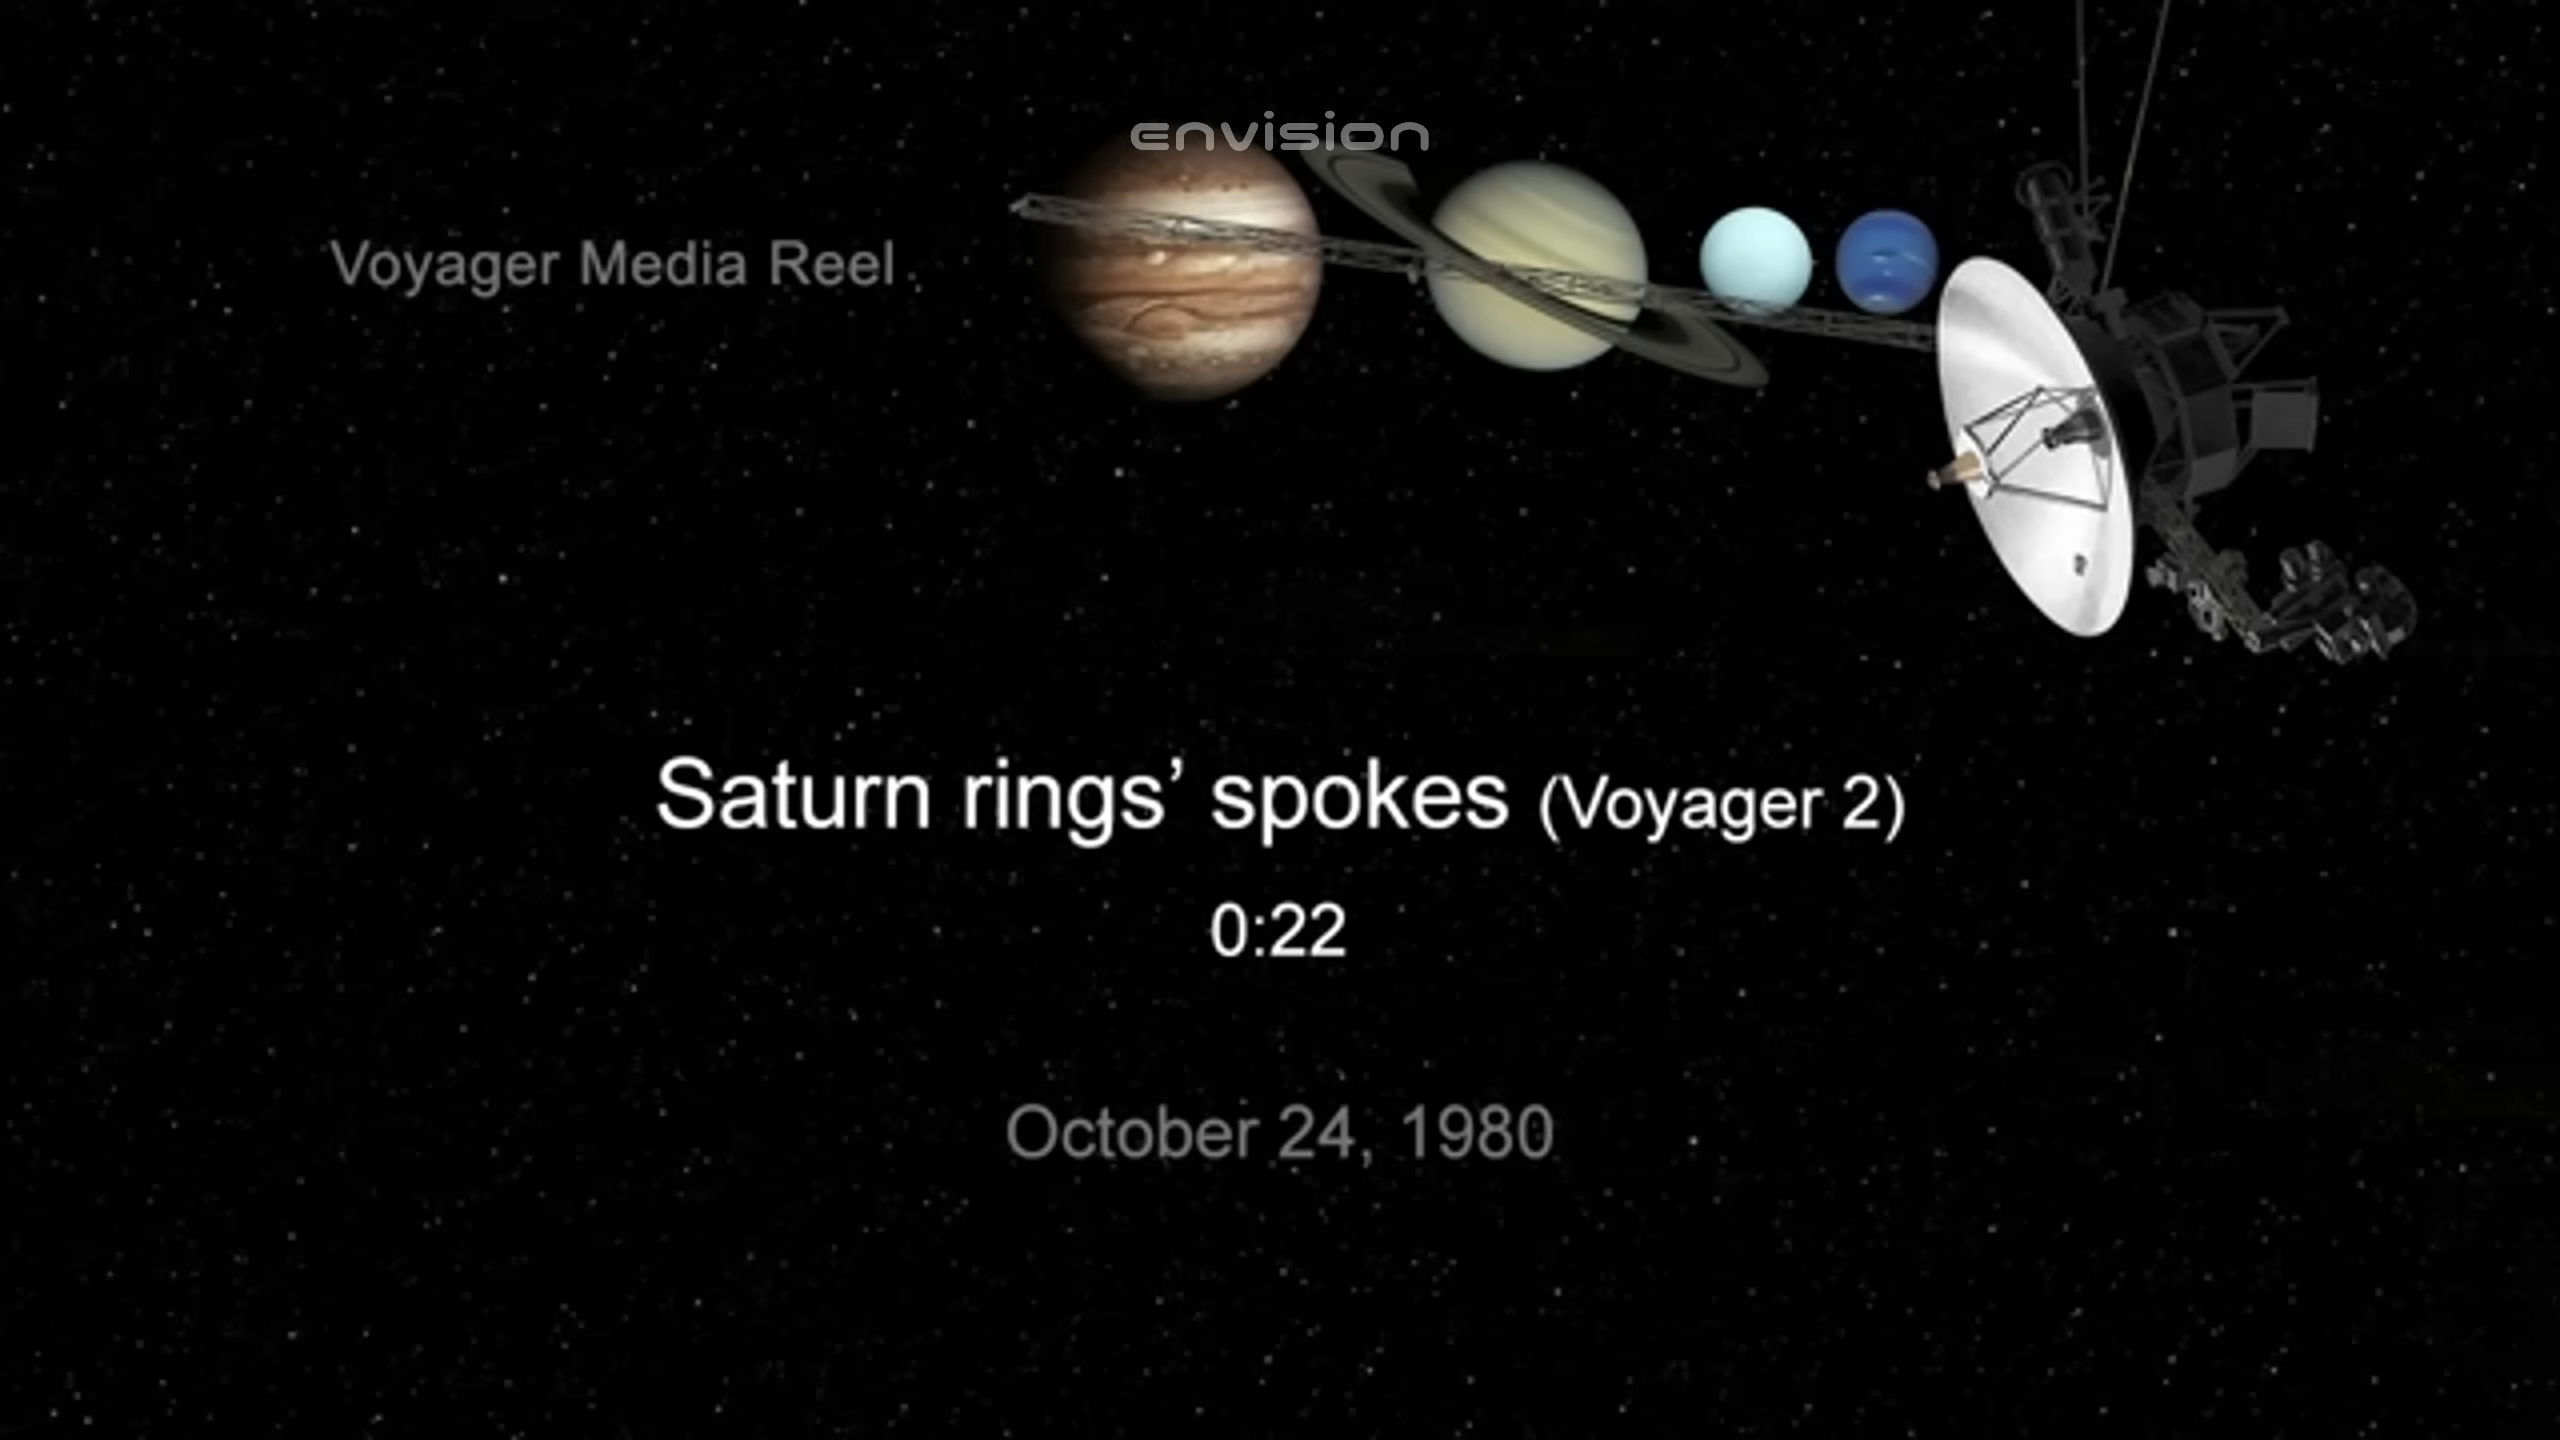 envision
Voyager Media Reel
Saturn rings’ spokes (Voyager 2)
0:22
October 24, 1980